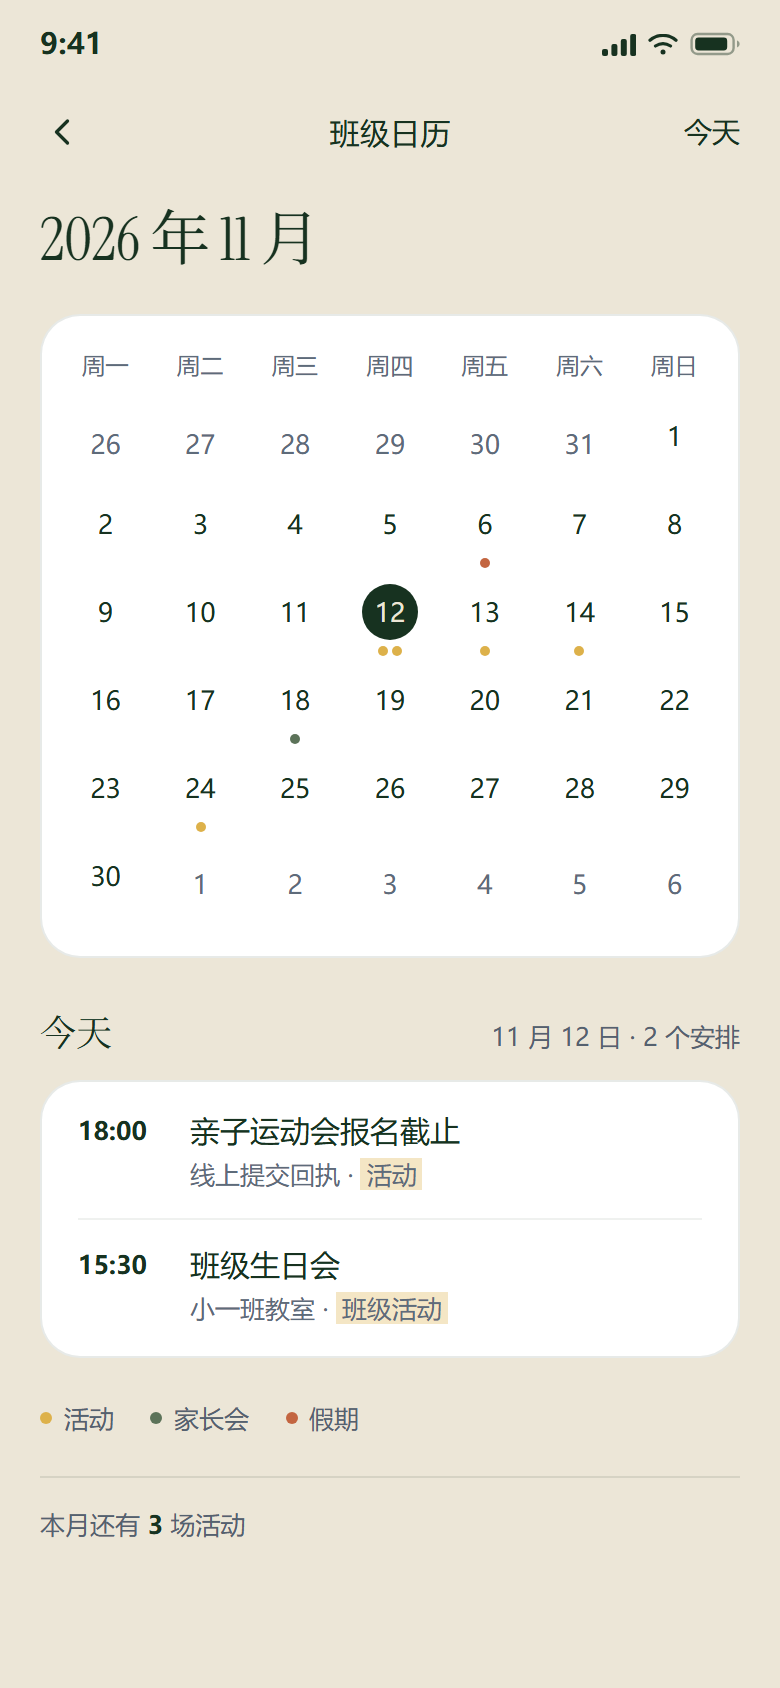 9:41
班级日历 今天
2026 年 11 月
周一 周二 周三 周四 周五 周六 周日
26 27 28 29 30 31 1
2 3 4 5 6 7 8
9 10 11 12 13 14 15
16 17 18 19 20 21 22
23 24 25 26 27 28 29
30 1 2 3 4 5 6
今天 11 月 12 日 · 2 个安排
18:00 亲子运动会报名截止
线上提交回执 · 活动
15:30 班级生日会
小一班教室 · 班级活动
活动 家长会 假期
本月还有 3 场活动